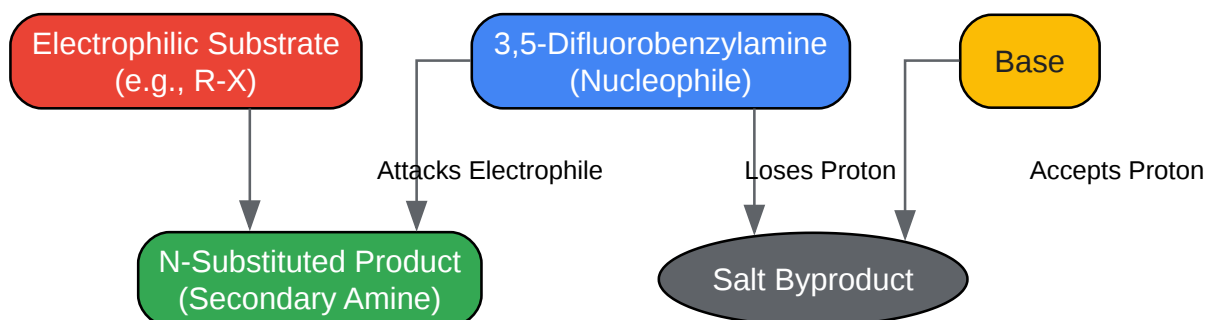 Electrophilic Substrate
(e.g., R-X)
3,5-Difluorobenzylamine
(Nucleophile)
Base
Attacks Electrophile
Loses Proton
Accepts Proton
N-Substituted Product
(Secondary Amine)
Salt Byproduct